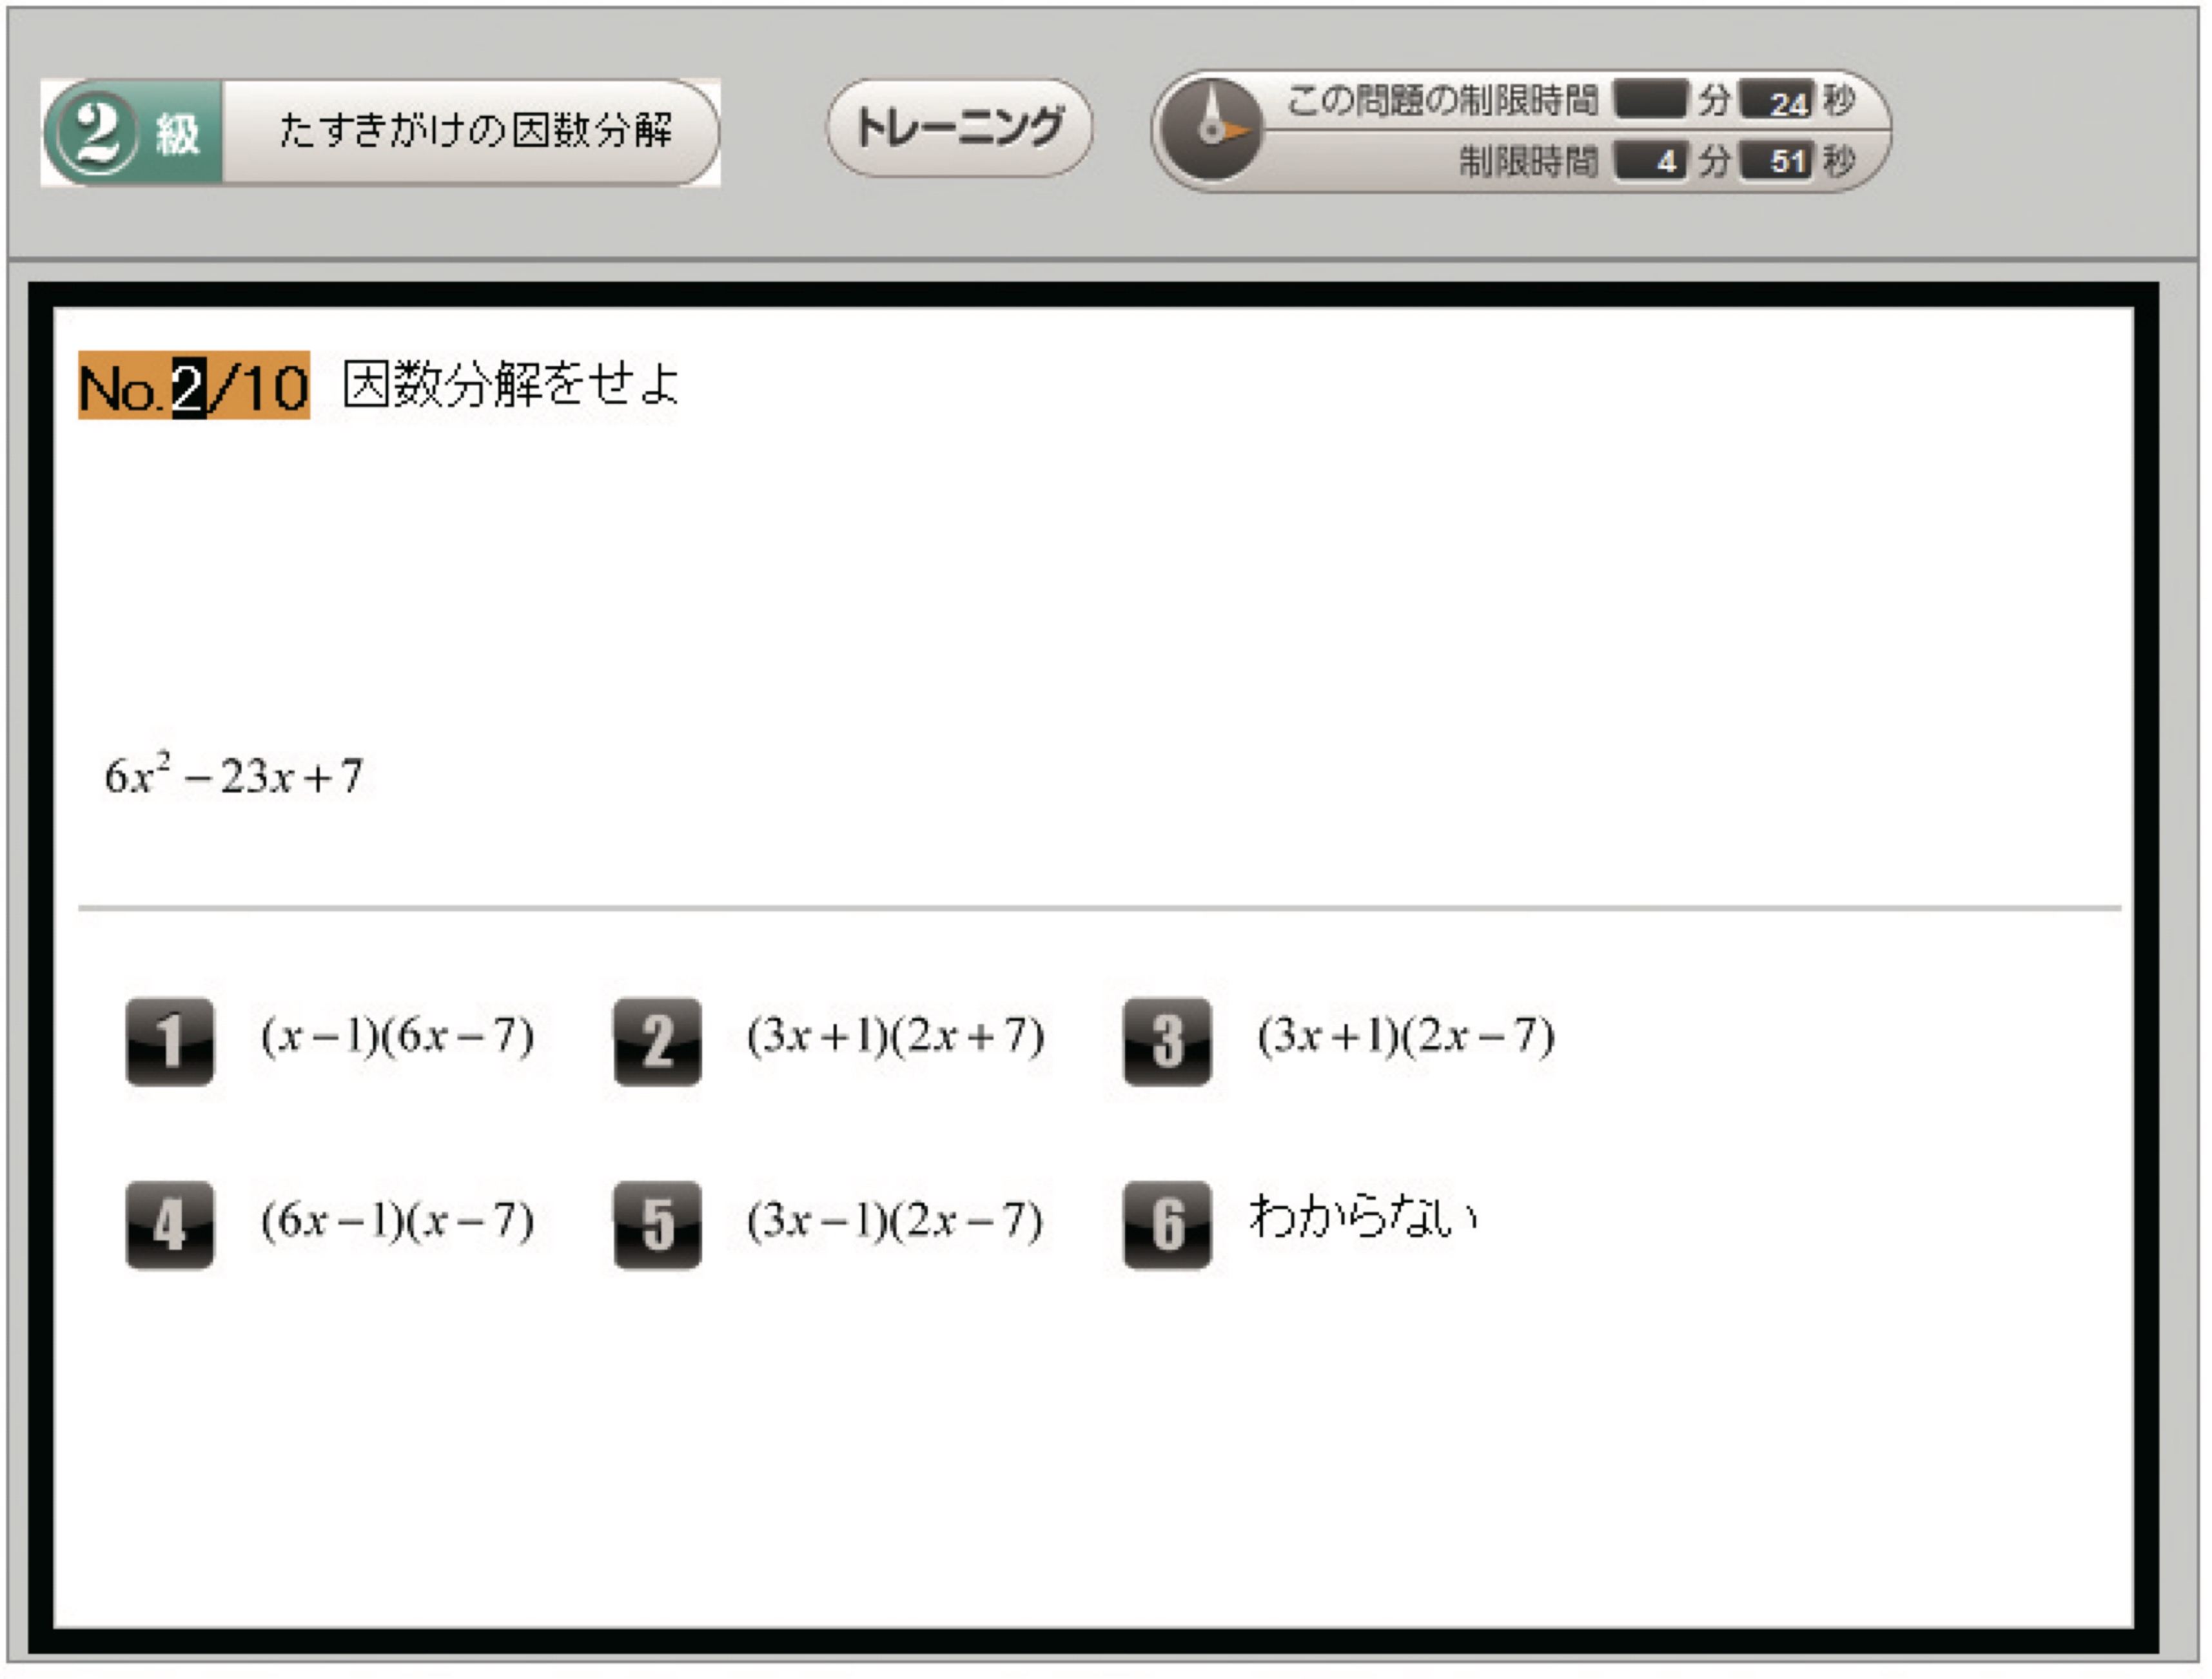 2級 たすきがけの因数分解 トレーニング この問題の制限時間 分 24 秒
制限時間 4 分 51 秒
No.2/10 因数分解をせよ
6x² − 23x + 7
1 (x − 1)(6x − 7) 2 (3x + 1)(2x + 7) 3 (3x + 1)(2x − 7)
4 (6x − 1)(x − 7) 5 (3x − 1)(2x − 7) 6 わからない